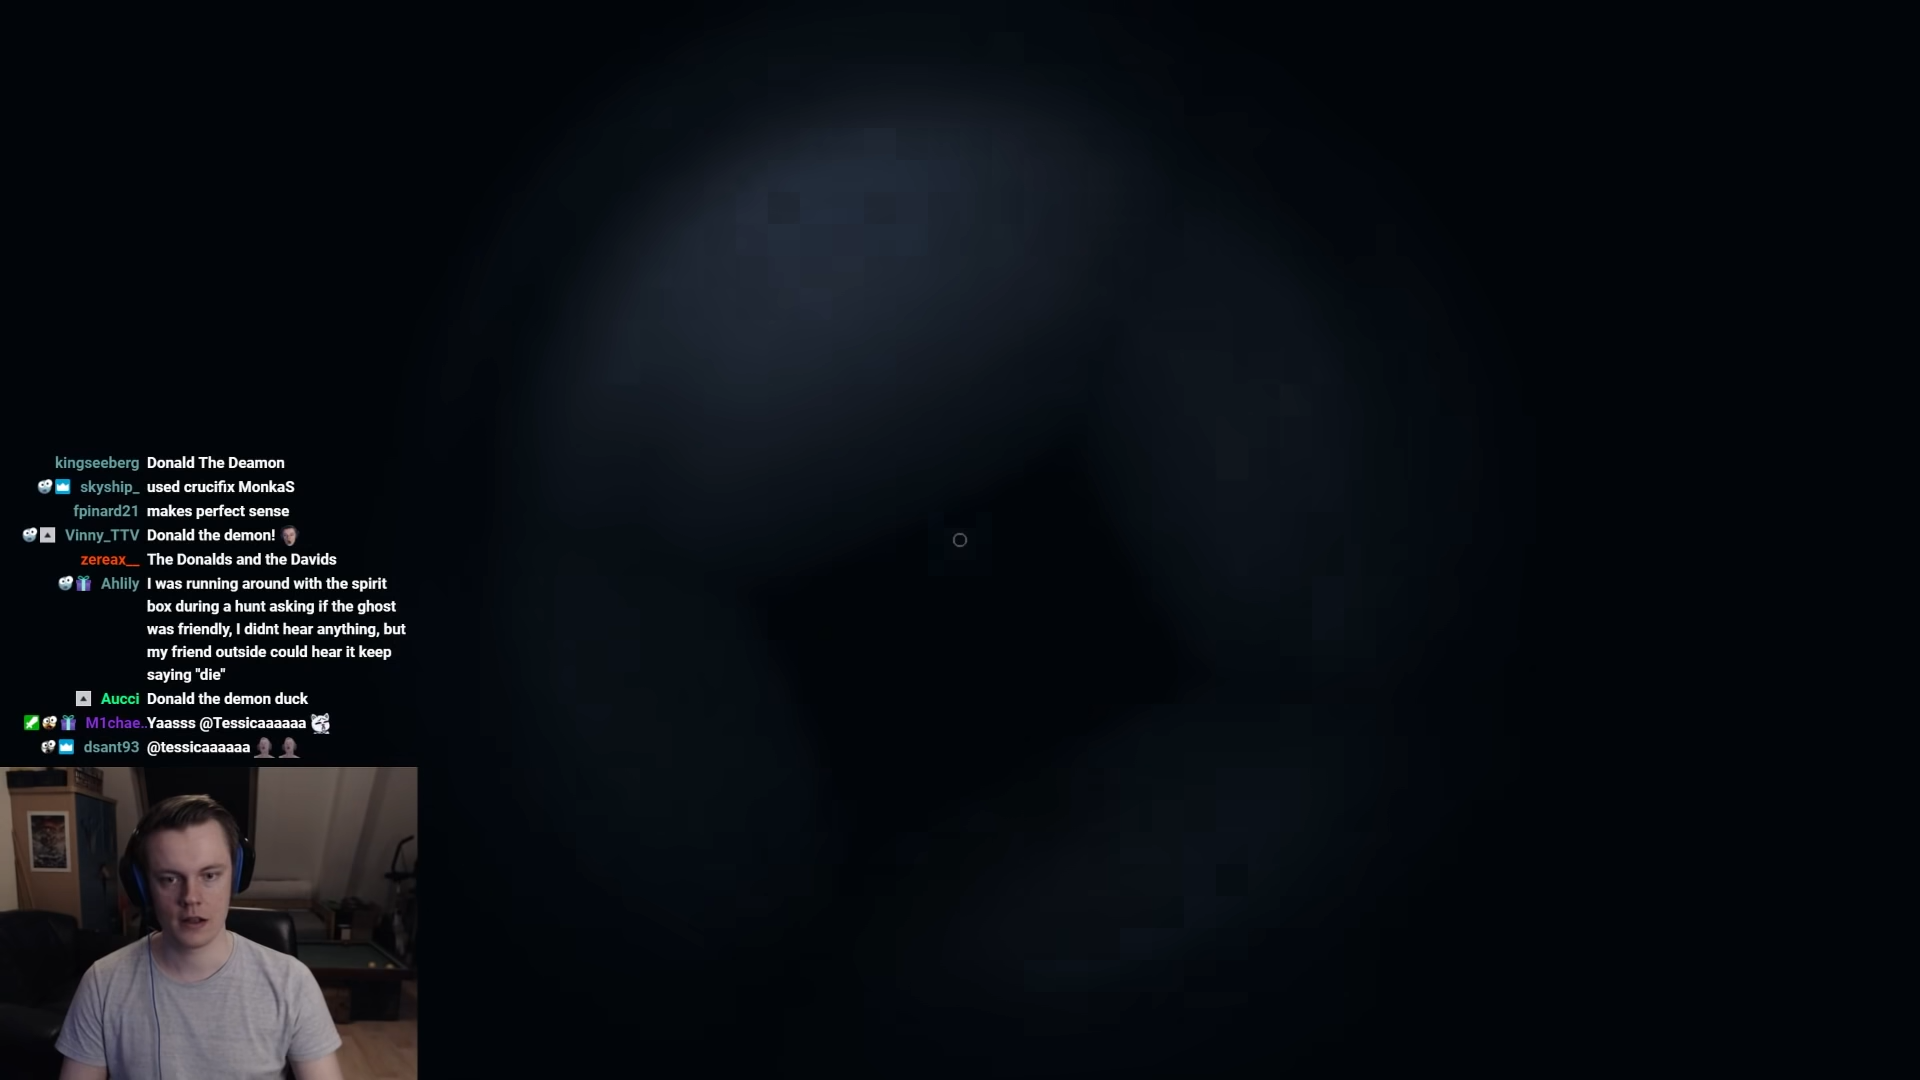 kingseeberg Donald The Deamon
skyship_ used crucifix MonkaS
fpinard21 makes perfect sense
Vinny_TTV Donald the demon!
zereax__ The Donalds and the Davids
Ahlily I was running around with the spirit
box during a hunt asking if the ghost
was friendly, I didnt hear anything, but
my friend outside could hear it keep
saying "die"
Aucci Donald the demon duck
M1chae.. Yaasss @Tessicaaaaaa
dsant93 @tessicaaaaaa